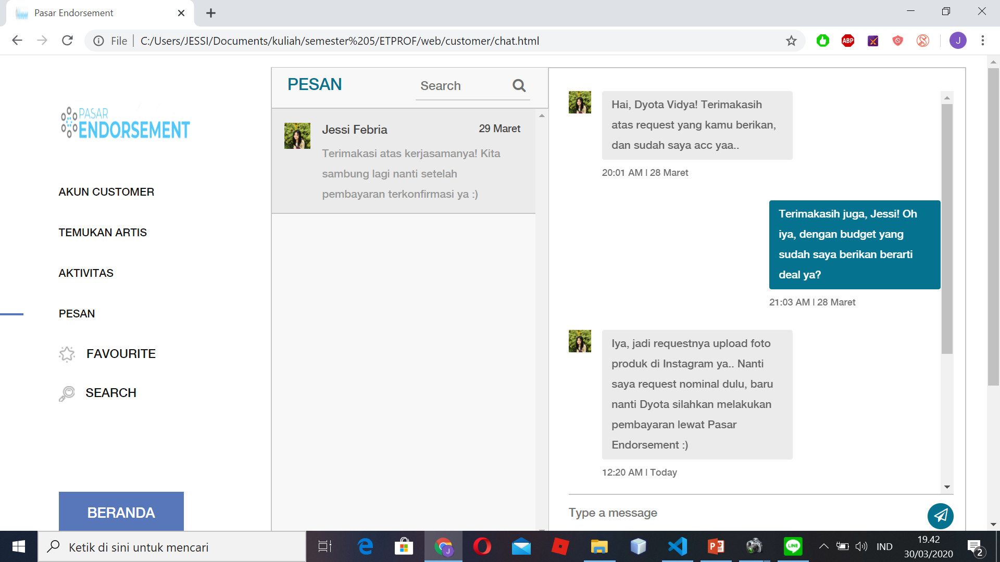 Pasar Endorsement
File
C:/Users/JESSI/Documents/kuliah/semester%205/ETPROF/web/customer/chat.html
ABP
J
PASAR
ENDORSEMENT
AKUN CUSTOMER
TEMUKAN ARTIS
AKTIVITAS
PESAN
FAVOURITE
SEARCH
BERANDA
PESAN
Search
Jessi Febria
29 Maret
Terimakasi atas kerjasamanya! Kita
sambung lagi nanti setelah
pembayaran terkonfirmasi ya :)
Hai, Dyota Vidya! Terimakasih
atas request yang kamu berikan,
dan sudah saya acc yaa..
20:01 AM | 28 Maret
Terimakasih juga, Jessi! Oh
iya, dengan budget yang
sudah saya berikan berarti
deal ya?
21:03 AM | 28 Maret
Iya, jadi requestnya upload foto
produk di Instagram ya.. Nanti
saya request nominal dulu, baru
nanti Dyota silahkan melakukan
pembayaran lewat Pasar
Endorsement :)
12:20 AM | Today
Type a message
Ketik di sini untuk mencari
J
LINE
IND
19.42
30/03/2020
2